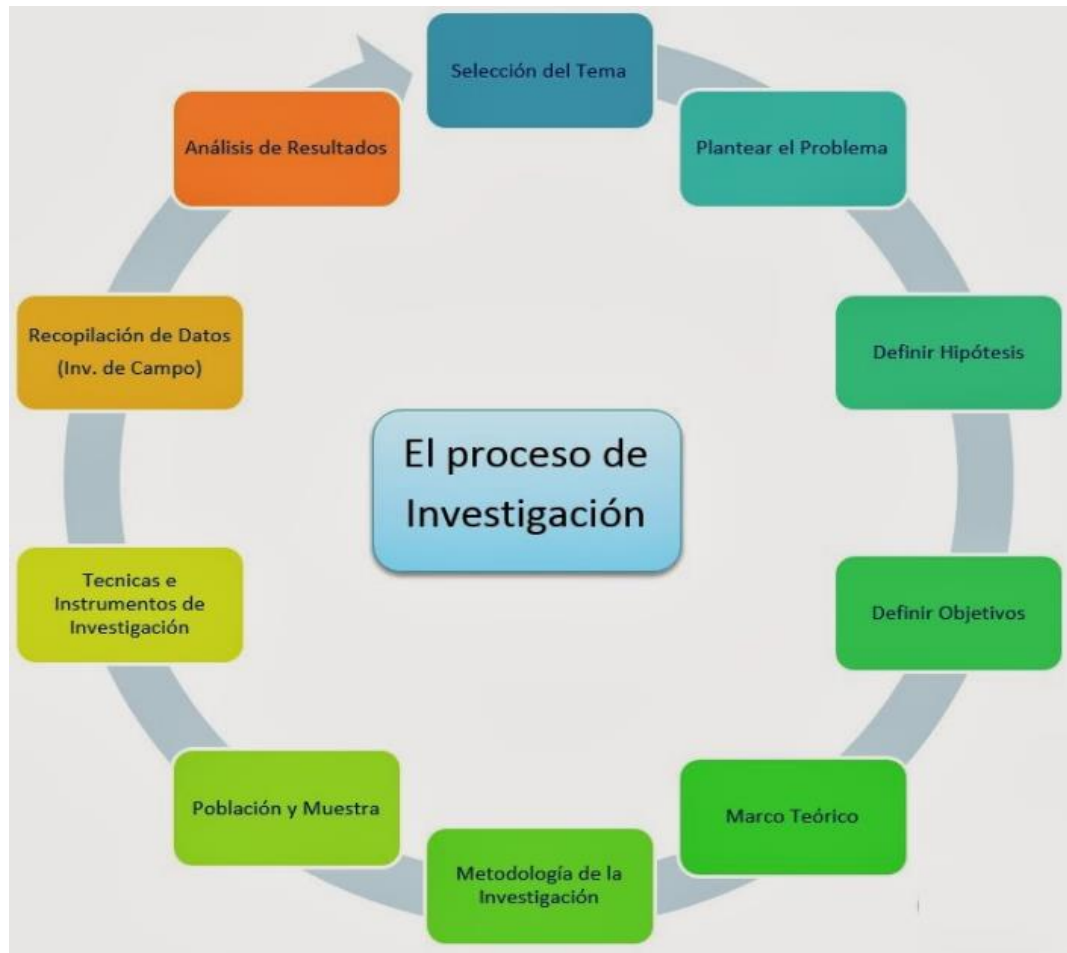 Selección del Tema
Plantear el Problema
Definir Hipótesis
Definir Objetivos
Marco Teórico
Metodología de la
Investigación
Población y Muestra
Tecnicas e
Instrumentos de
Investigación
Recopilación de Datos
(Inv. de Campo)
Análisis de Resultados
El proceso de
Investigación